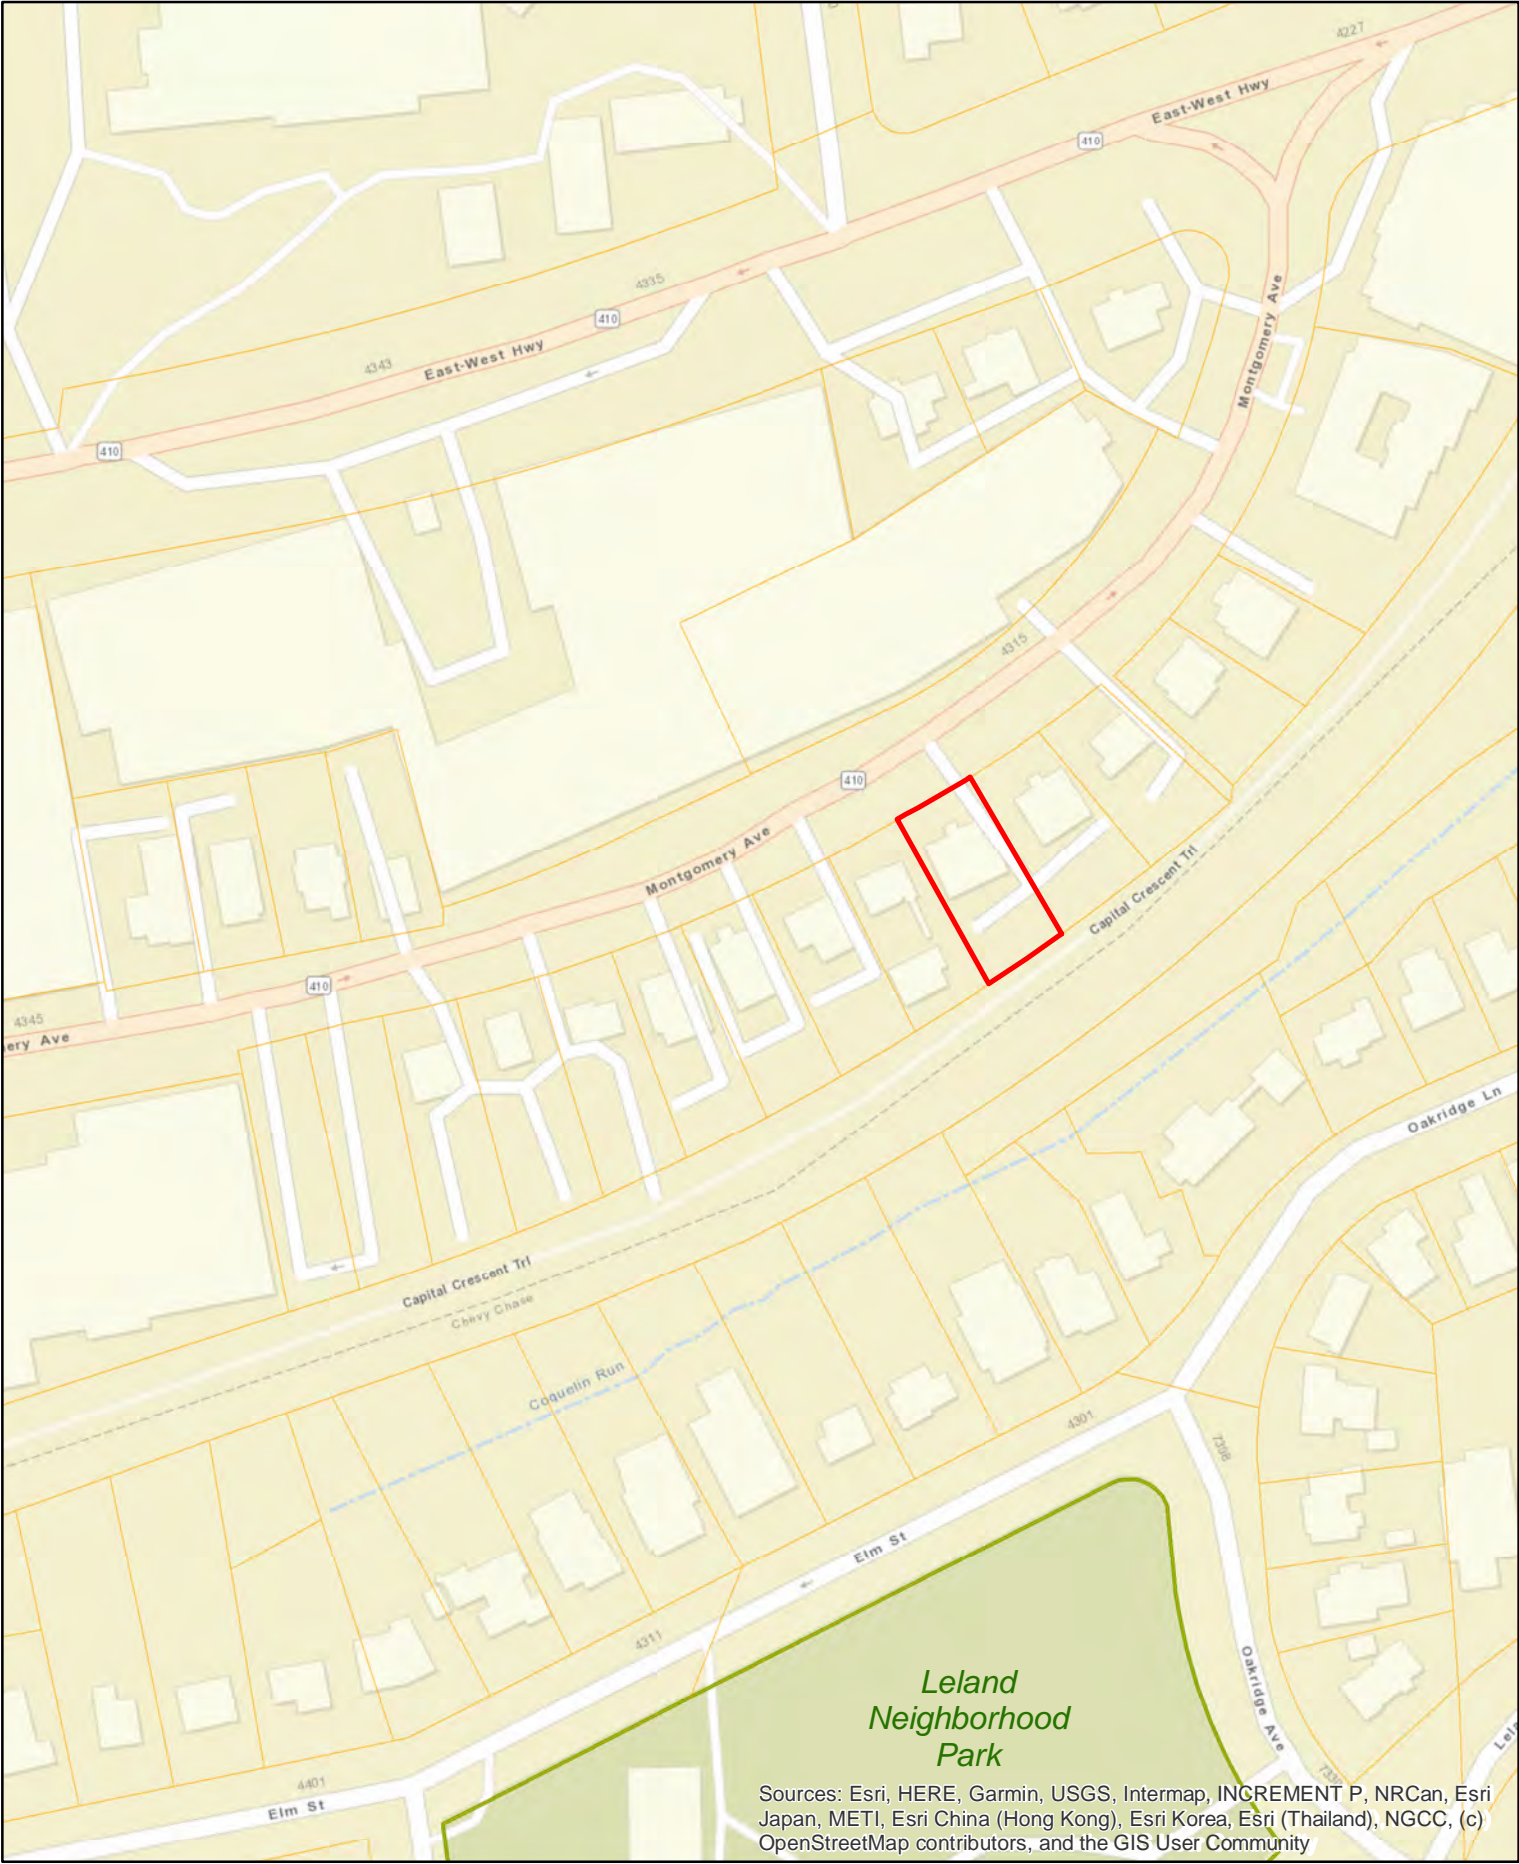 4227
East-West Hwy
410
4335
410
Montgomery Ave
4343
East-West Hwy
410
4315
410
Montgomery Ave
Capital Crescent Trl
410
4345
ery Ave
Oakridge Ln
Capital Crescent Trl
Chevy Chase
Coquelin Run
4301
7308
Elm St
4311
Oakridge Ave
Leland
Neighborhood
Park
Lel
4401
Elm St
Sources: Esri, HERE, Garmin, USGS, Intermap, INCREMENT P, NRCan, Esri
Japan, METI, Esri China (Hong Kong), Esri Korea, Esri (Thailand), NGCC, (c)
OpenStreetMap contributors, and the GIS User Community